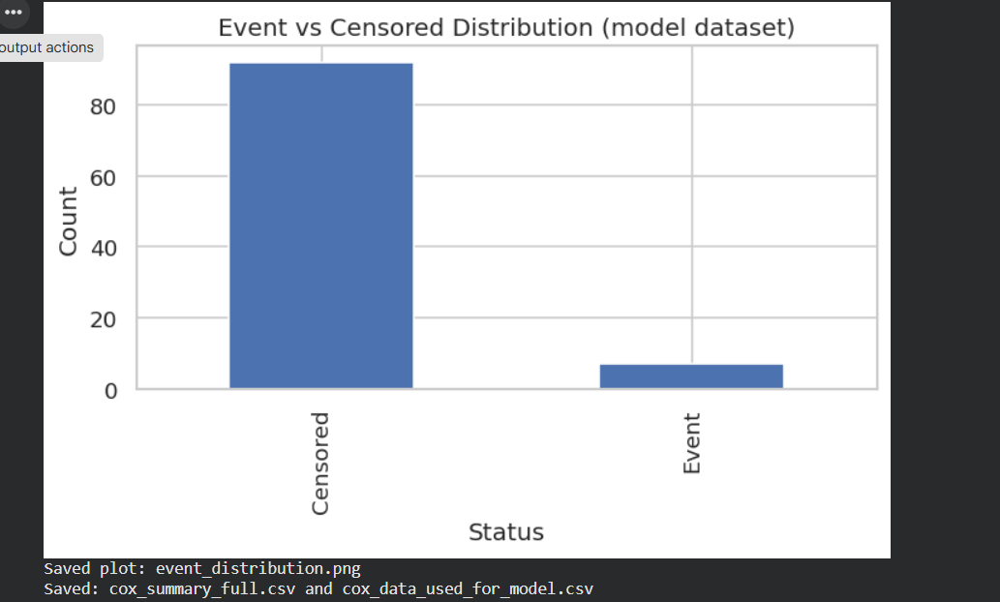 •••
output actions
Event vs Censored Distribution (model dataset)
80
60
40
20
0
Count
Censored
Event
Status
Saved plot: event_distribution.png
Saved: cox_summary_full.csv and cox_data_used_for_model.csv